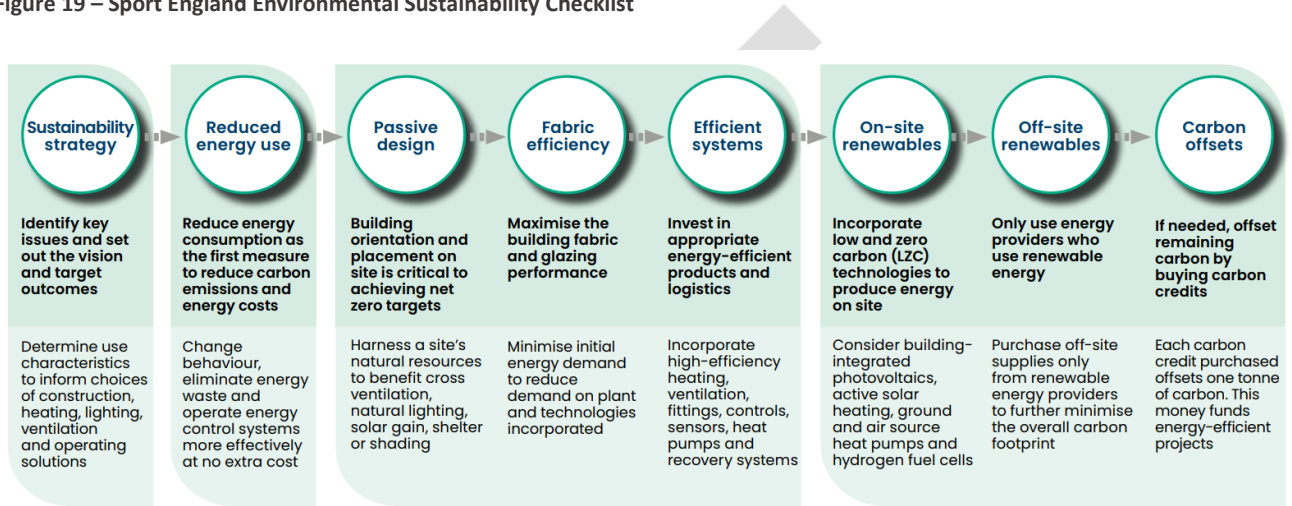 Figure 19 – Sport England Environmental Sustainability Checklist
Sustainability
strategy
Reduced
energy use
Passive
design
Fabric
efficiency
Efficient
systems
On-site
renewables
Off-site
renewables
Carbon
offsets
Identify key
issues and set
out the vision
and target
outcomes
Reduce energy
consumption as
the first measure
to reduce carbon
emissions and
energy costs
Building
orientation and
placement on
site is critical to
achieving net
zero targets
Maximise the
building fabric
and glazing
performance
Invest in
appropriate
energy-efficient
products and
logistics
Incorporate
low and zero
carbon (LZC)
technologies to
produce energy
on site
Only use energy
providers who
use renewable
energy
If needed, offset
remaining
carbon by
buying carbon
credits
Determine use
characteristics
to inform choices
of construction,
heating, lighting,
ventilation
and operating
solutions
Change
behaviour,
eliminate energy
waste and
operate energy
control systems
more effectively
at no extra cost
Harness a site's
natural resources
to benefit cross
ventilation,
natural lighting,
solar gain, shelter
or shading
Minimise initial
energy demand
to reduce
demand on plant
and technologies
incorporated
Incorporate
high-efficiency
heating,
ventilation,
fittings, controls,
sensors, heat
pumps and
recovery systems
Consider building-
integrated
photovoltaics,
active solar
heating, ground
and air source
heat pumps and
hydrogen fuel cells
Purchase off-site
supplies only
from renewable
energy providers
to further minimise
the overall carbon
footprint
Each carbon
credit purchased
offsets one tonne
of carbon. This
money funds
energy-efficient
projects